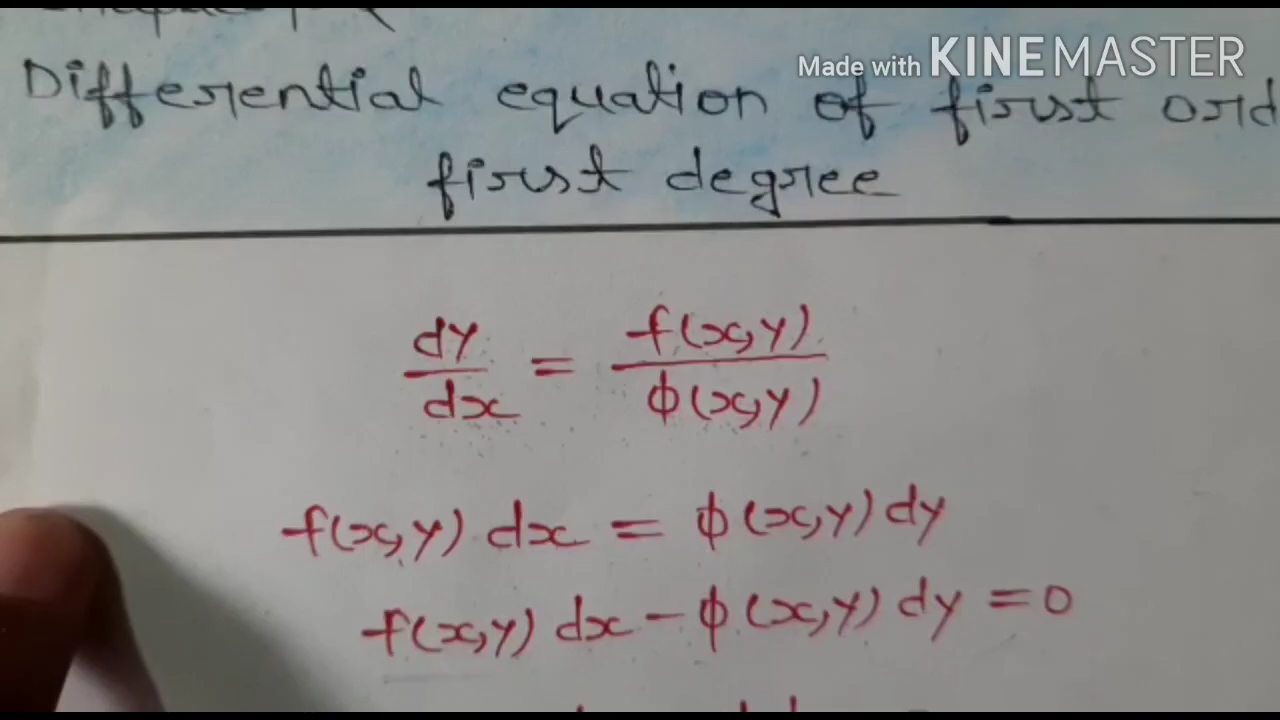 Made with KINEMASTER
Differential equation of first ord
first degree
dy/dx = f(x,y)/ϕ(x,y)
f(x,y) dx = ϕ(x,y) dy
f(x,y) dx - ϕ(x,y) dy = 0